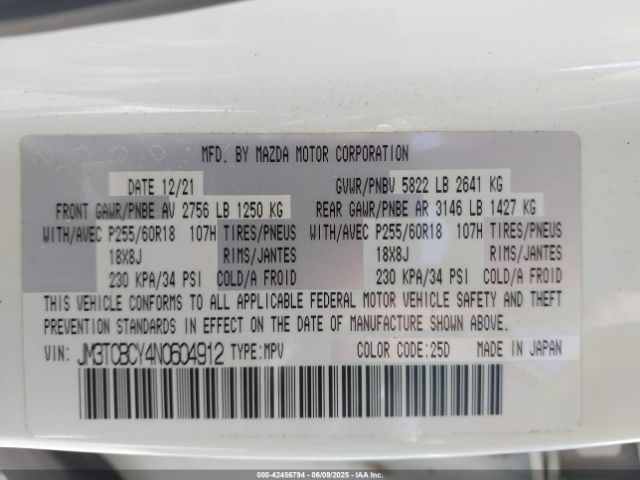 MFD. BY MAZDA MOTOR CORPORATION
DATE 12/21 GVWR/PNBV 5822 LB 2641 KG
FRONT GAWR/PNBE AV 2756 LB 1250 KG REAR GAWR/PNBE AR 3146 LB 1427 KG
WITH/AVEC P255/60R18 107H TIRES/PNEUS WITH/AVEC P255/60R18 107H TIRES/PNEUS
18X8J RIMS/JANTES 18X8J RIMS/JANTES
230 KPA/34 PSI COLD/A FROID 230 KPA/34 PSI COLD/A FROID
THIS VEHICLE CONFORMS TO ALL APPLICABLE FEDERAL MOTOR VEHICLE SAFETY AND THEFT
PREVENTION STANDARDS IN EFFECT ON THE DATE OF MANUFACTURE SHOWN ABOVE.
VIN: JM3TCBCY4N0604912 TYPE:MPV COLOR CODE:25D MADE IN JAPAN
000-42456794 - 06/09/2025 - IAA Inc.